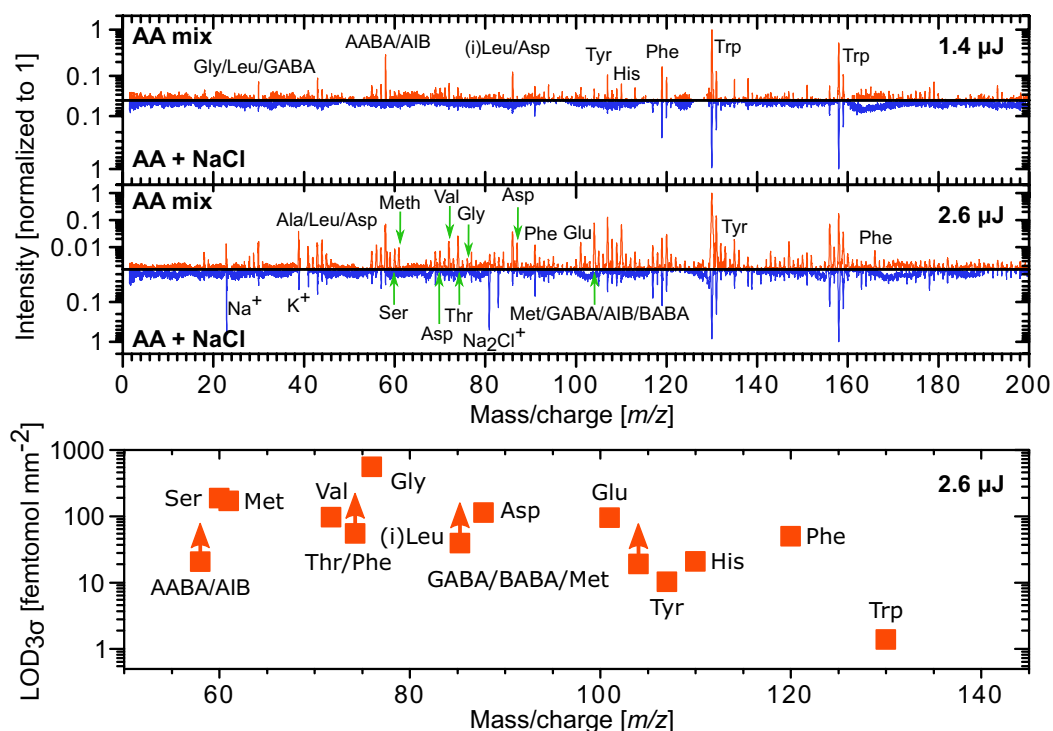 AA mix
AABA/AIB
(i)Leu/Asp
Tyr
His
Phe
Trp
Trp
1.4 µJ
Gly/Leu/GABA
1
0.1
0.1
1
AA + NaCl
Intensity [normalized to 1]
AA mix
Meth
Val
Gly
Asp
2.6 µJ
Ala/Leu/Asp
Phe
Glu
Tyr
Phe
1
0.1
0.01
0.1
1
Na+
K+
Ser
Asp
Thr
Na2Cl+
Met/GABA/AIB/BABA
AA + NaCl
0 20 40 60 80 100 120 140 160 180 200
Mass/charge [m/z]
LOD3σ [femtomol mm-2]
1000
100
10
1
2.6 µJ
Ser
Met
Val
Gly
Glu
Asp
(i)Leu
Thr/Phe
AABA/AIB
GABA/BABA/Met
Tyr
His
Phe
Trp
60 80 100 120 140
Mass/charge [m/z]